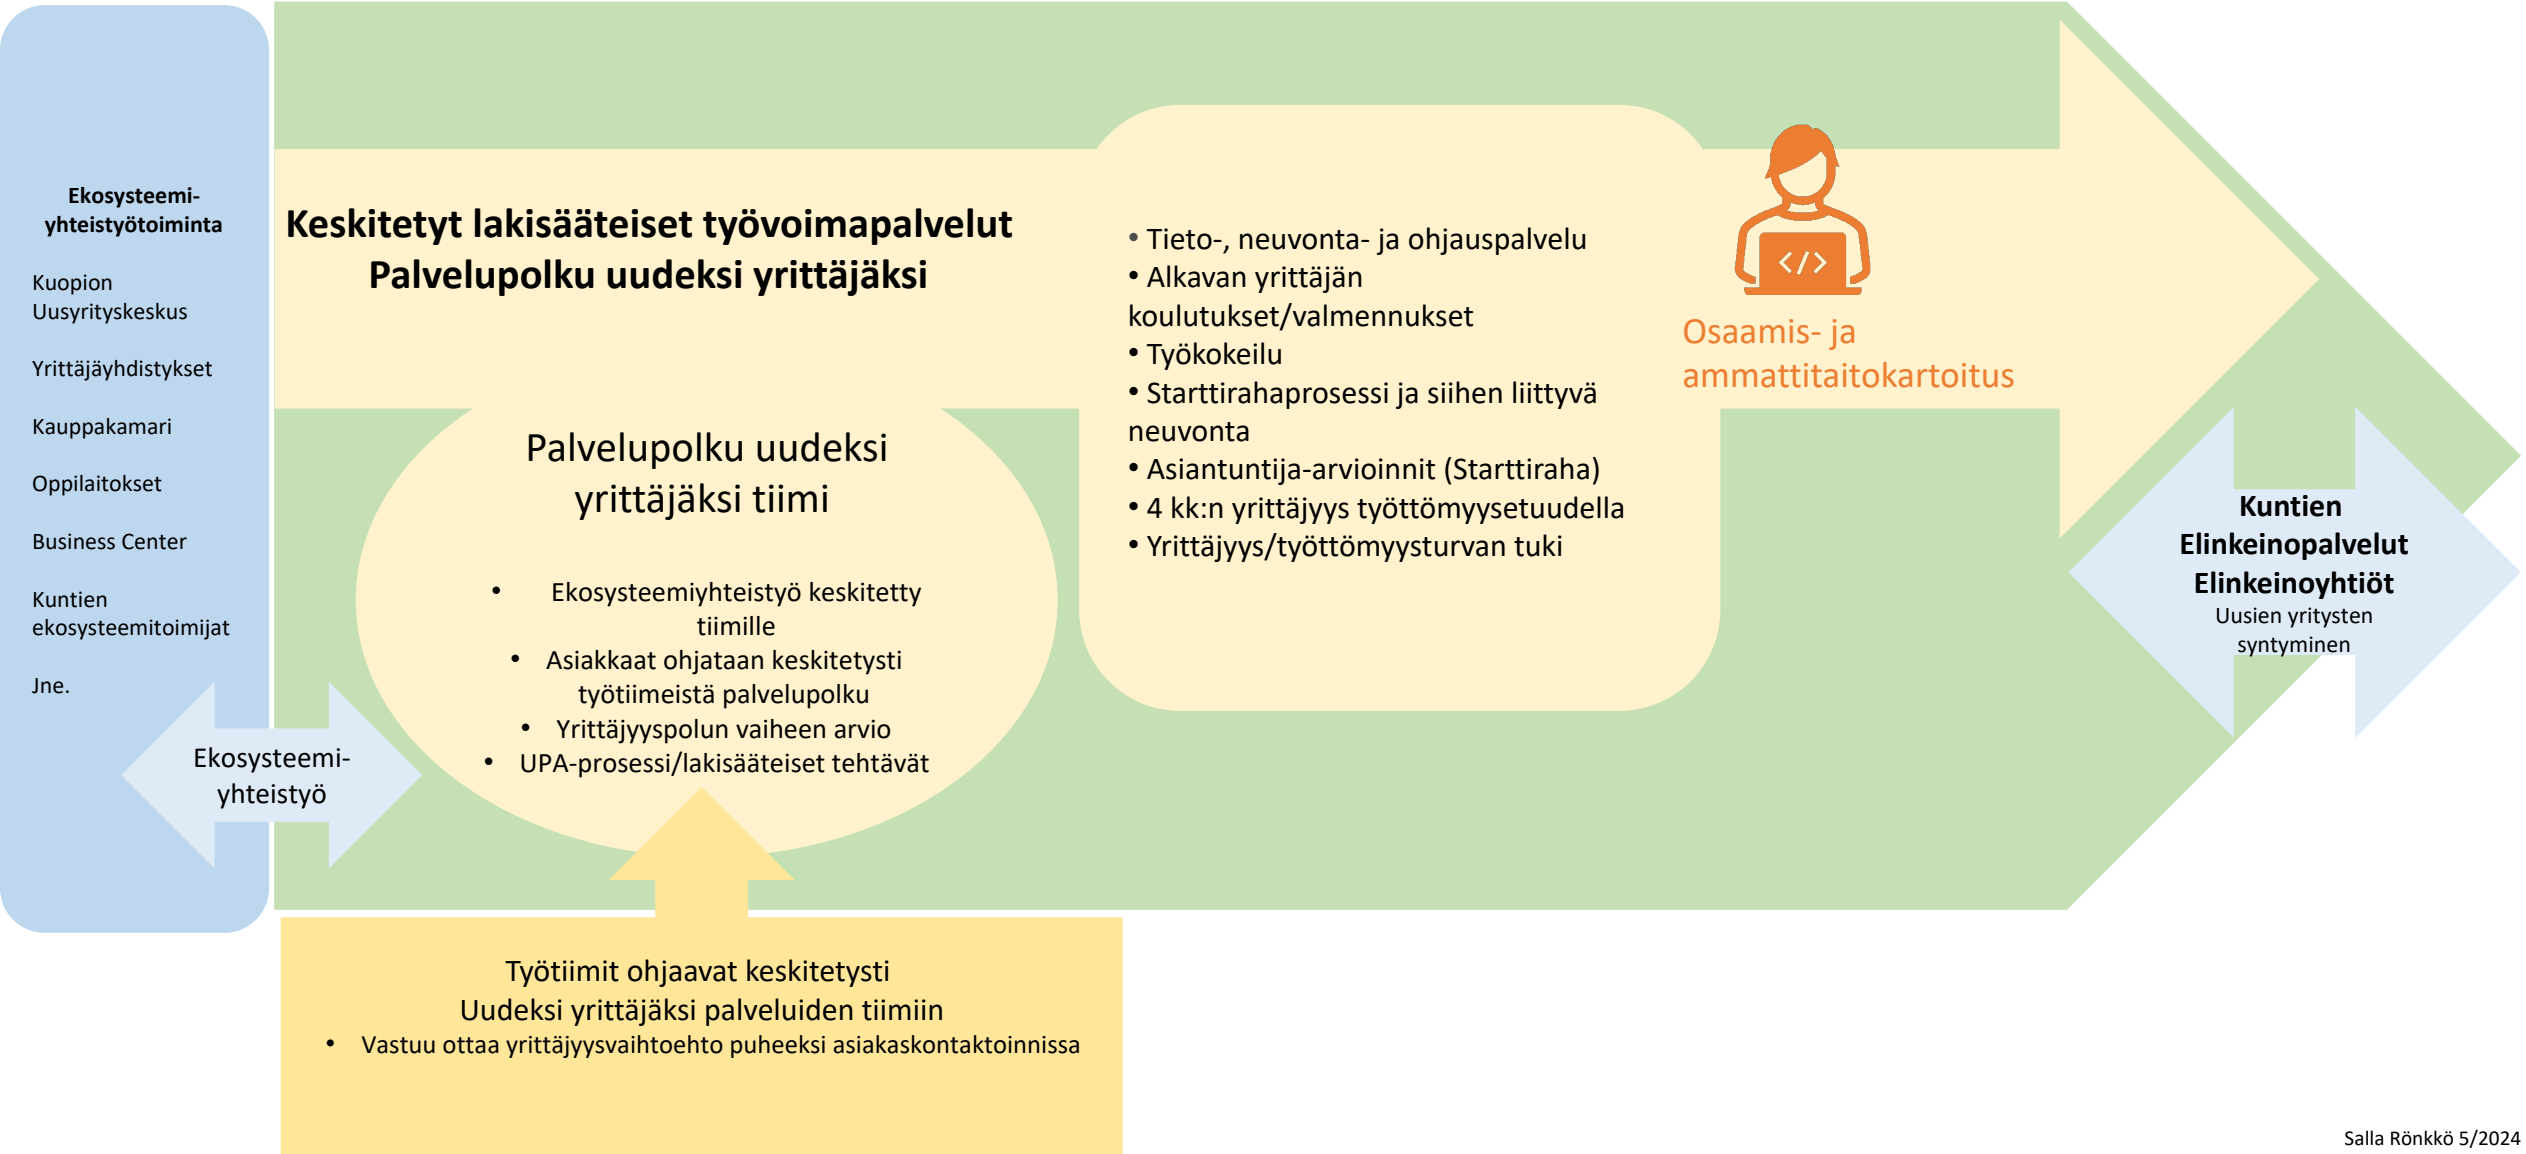 Ekosysteemi-
yhteistyötoiminta
Kuopion
Uusyrityskeskus
Yrittäjäyhdistykset
Kauppakamari
Oppilaitokset
Business Center
Kuntien
ekosysteemitoimijat
Jne.
Ekosysteemi-
yhteistyö
Keskitetyt lakisääteiset työvoimapalvelut
Palvelupolku uudeksi yrittäjäksi
Palvelupolku uudeksi
yrittäjäksi tiimi
• Ekosysteemiyhteistyö keskitetty
tiimille
• Asiakkaat ohjataan keskitetysti
työtiimeistä palvelupolku
• Yrittäjyyspolun vaiheen arvio
• UPA-prosessi/lakisääteiset tehtävät
Työtiimit ohjaavat keskitetysti
Uudeksi yrittäjäksi palveluiden tiimiin
• Vastuu ottaa yrittäjyysvaihtoehto puheeksi asiakaskontaktoinnissa
• Tieto-, neuvonta- ja ohjauspalvelu
• Alkavan yrittäjän
koulutukset/valmennukset
• Työkokeilu
• Starttirahaprosessi ja siihen liittyvä
neuvonta
• Asiantuntija-arvioinnit (Starttiraha)
• 4 kk:n yrittäjyys työttömyysetuudella
• Yrittäjyys/työttömyysturvan tuki
</>
Osaamis- ja
ammattitaitokartoitus
Kuntien
Elinkeinopalvelut
Elinkeinoyhtiöt
Uusien yritysten
syntyminen
Salla Rönkkö 5/2024